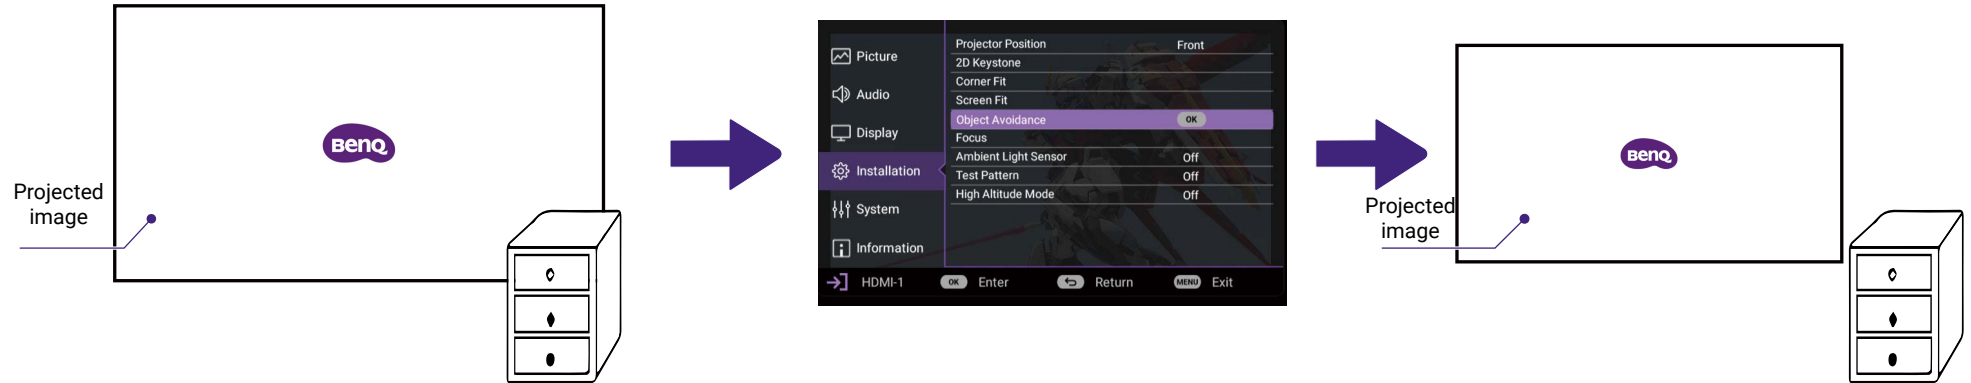 Projected
image
BenQ
Picture
Audio
Display
Installation
System
Information
Projector Position Front
2D Keystone
Corner Fit
Screen Fit
Object Avoidance OK
Focus
Ambient Light Sensor Off
Test Pattern Off
High Altitude Mode Off
HDMI-1 OK Enter Return MENU Exit
Projected
image
BenQ